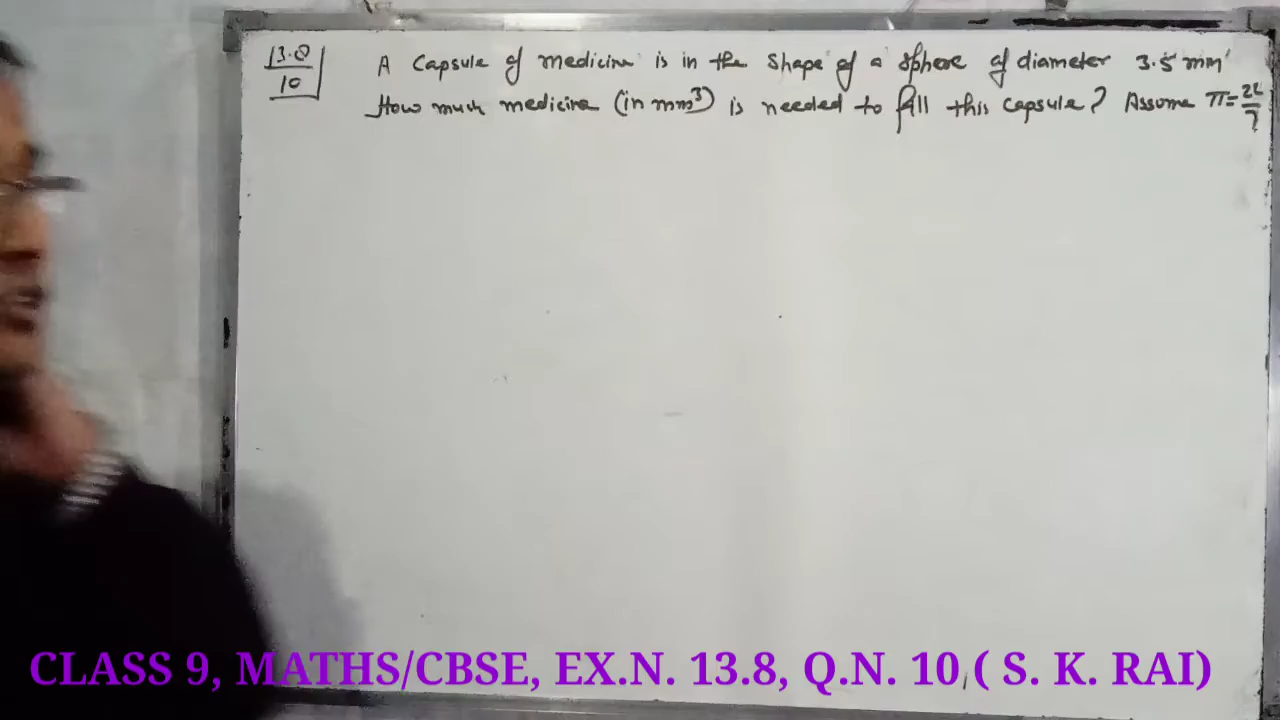 13.8
10
A Capsule of medicine is in the shape of a sphere of diameter 3.5 mm
How much medicine (in mm³) is needed to fill this capsule? Assume π=22/7
CLASS 9, MATHS/CBSE, EX.N. 13.8, Q.N. 10 ( S. K. RAI)